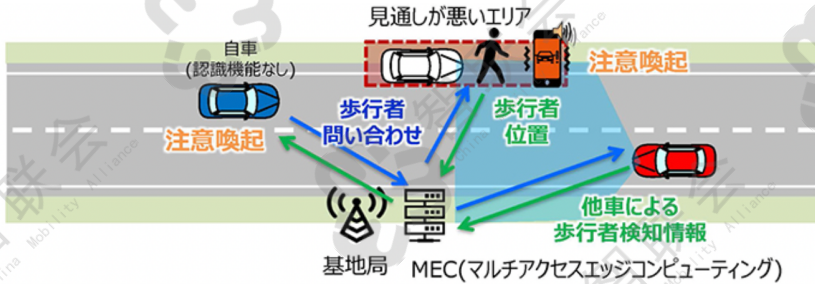 見通しが悪いエリア
自車
(認識機能なし)
注意喚起
注意喚起
歩行者
問い合わせ
歩行者
位置
他車による
歩行者検知情報
基地局
MEC(マルチアクセスエッジコンピューティング)